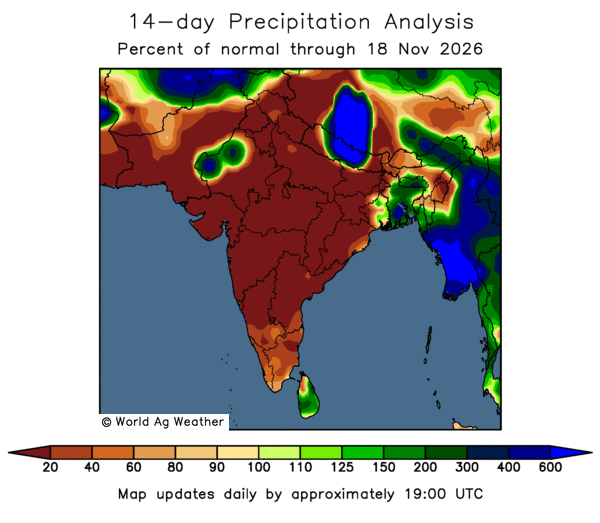 14-day Precipitation Analysis
Percent of normal through 18 Nov 2026
© World Ag Weather
20 40 60 80 90 100 110 125 150 200 300 400 600
Map updates daily by approximately 19:00 UTC